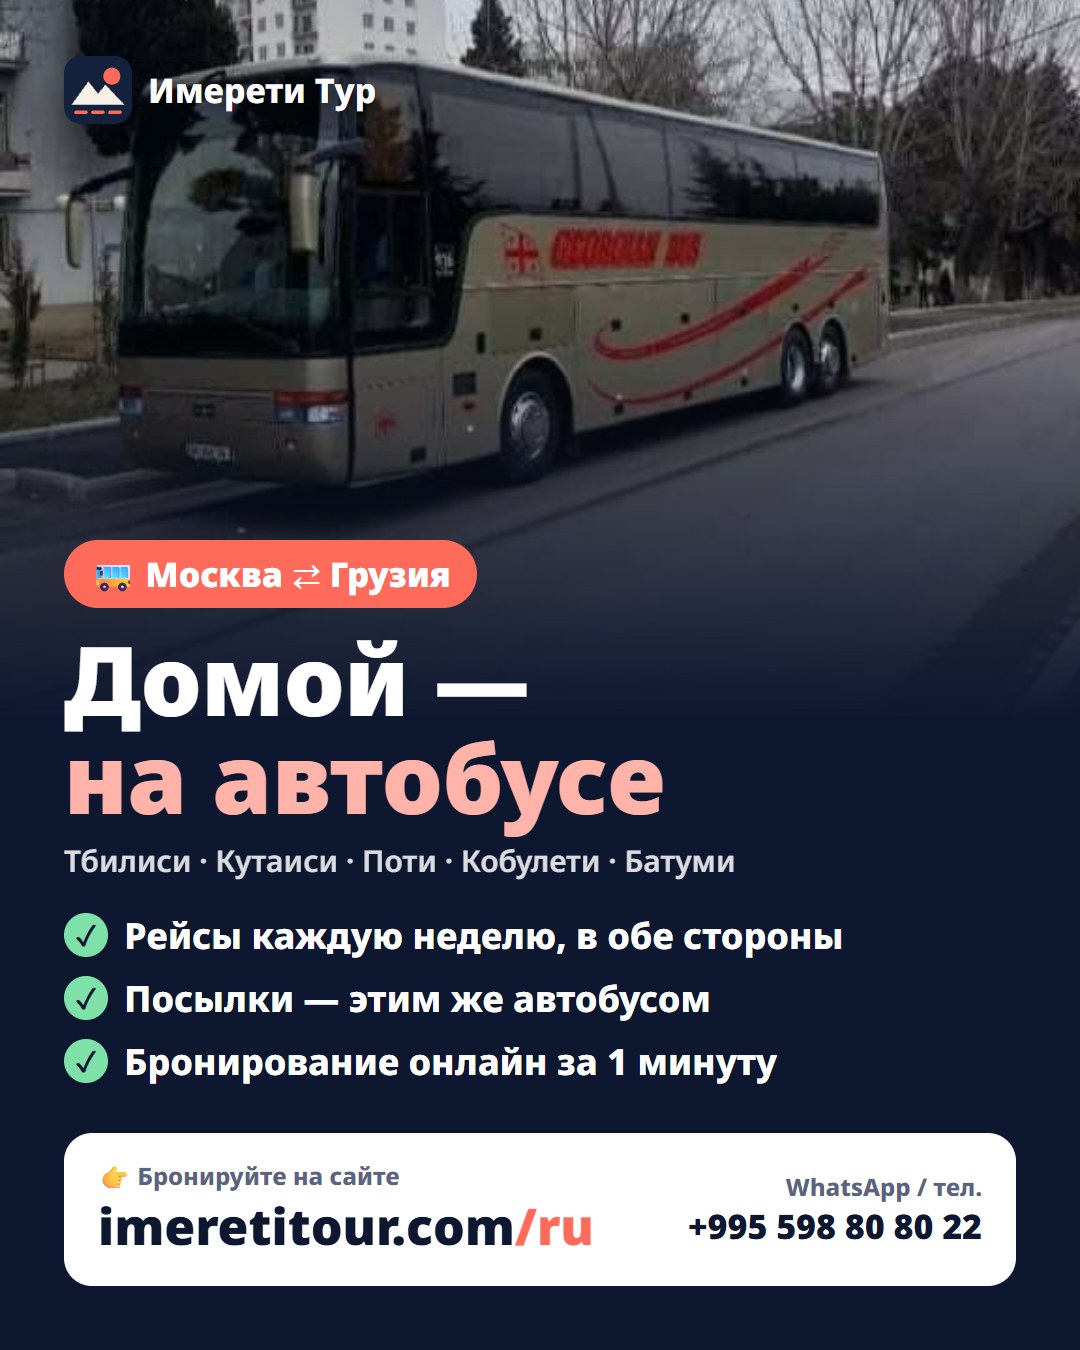 Имерети Тур
GEORGIAN BUS
Москва ⇄ Грузия
Домой —
на автобусе
Тбилиси · Кутаиси · Поти · Кобулети · Батуми
✓ Рейсы каждую неделю, в обе стороны
✓ Посылки — этим же автобусом
✓ Бронирование онлайн за 1 минуту
👉 Бронируйте на сайте
imeretitour.com/ru
WhatsApp / тел.
+995 598 80 80 22